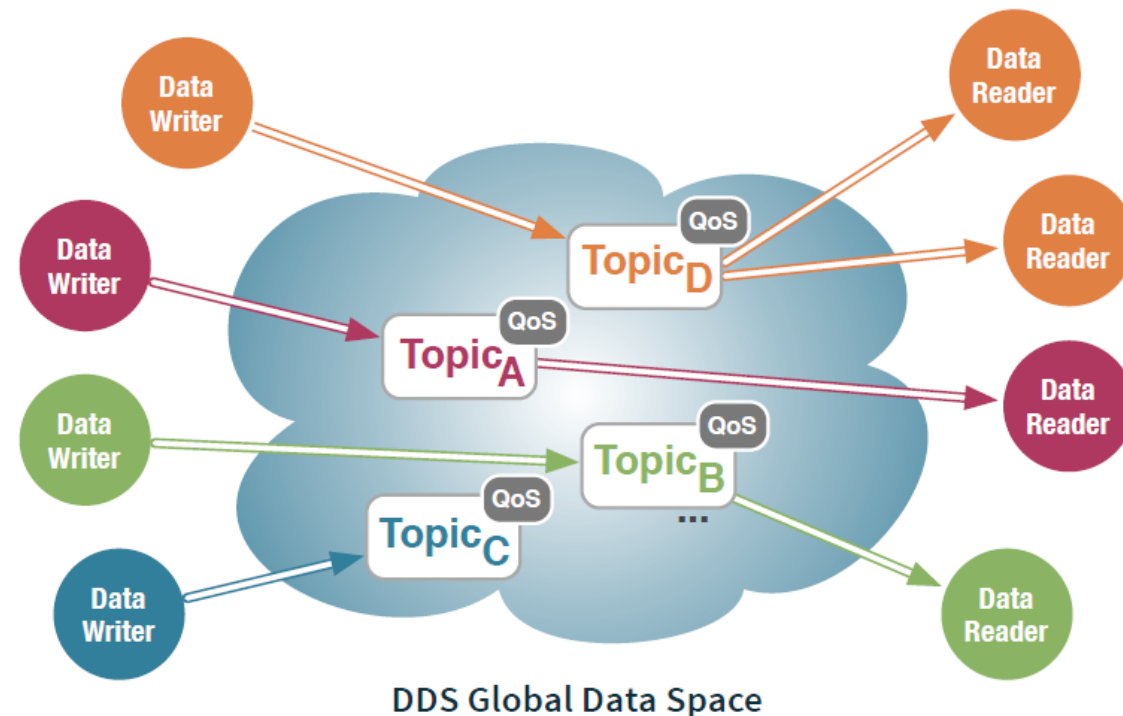 Data
Writer
Data
Reader
Data
Writer
QoS
Topic D
Data
Reader
QoS
Topic A
Data
Reader
Data
Writer
QoS
Topic B
...
QoS
Topic C
Data
Writer
Data
Reader
DDS Global Data Space